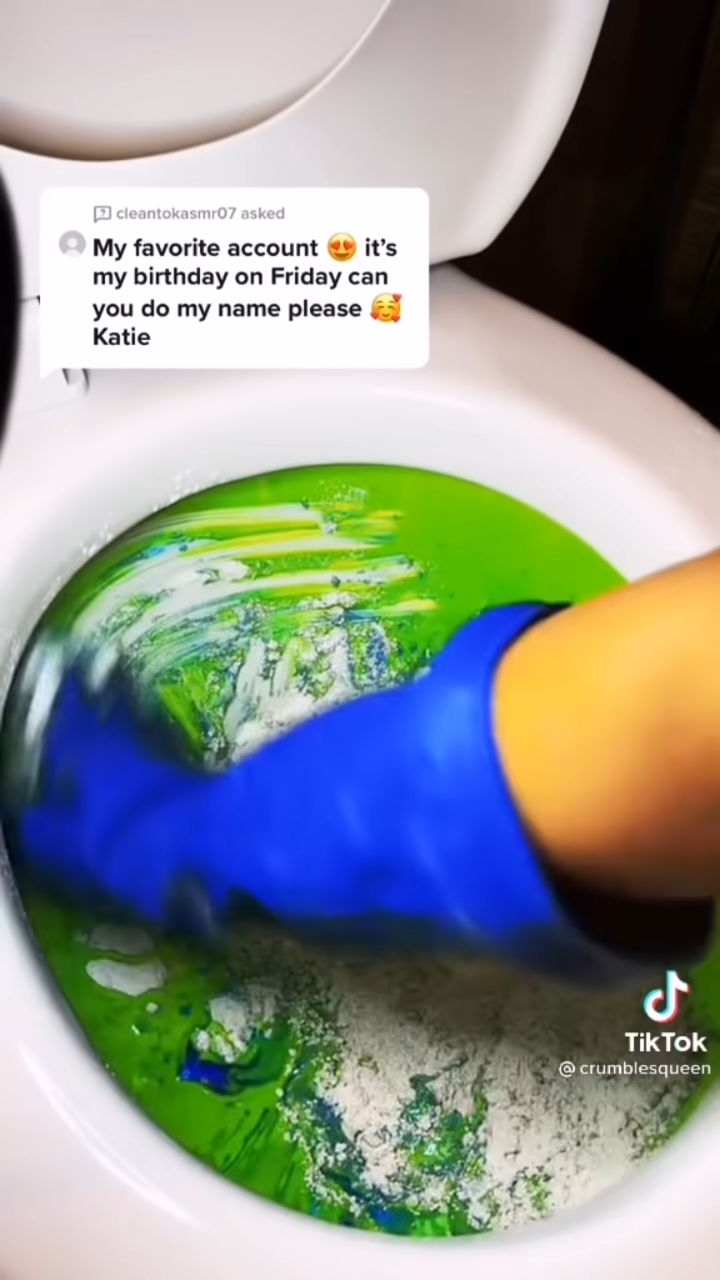 cleantokasmr07 asked
My favorite account 😍 it's
my birthday on Friday can
you do my name please 🥰
Katie
TikTok
@crumblesqueen